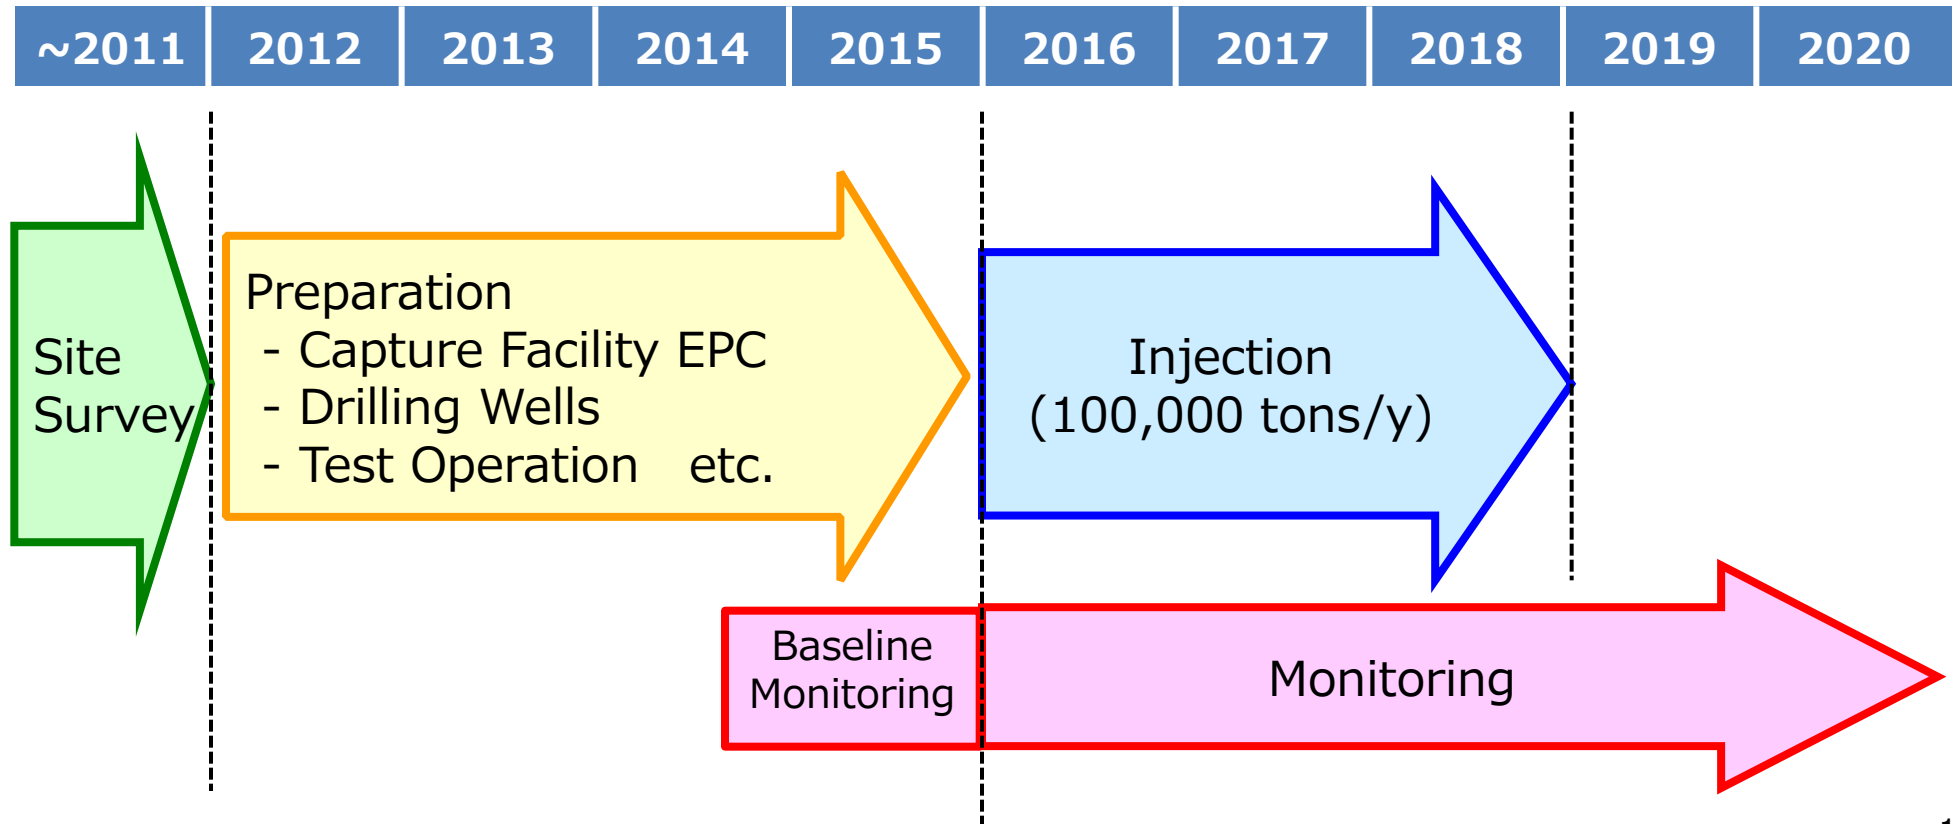 ~2011 2012 2013 2014 2015 2016 2017 2018 2019 2020
Site
Survey
Preparation
- Capture Facility EPC
- Drilling Wells
- Test Operation etc.
Injection
(100,000 tons/y)
Baseline
Monitoring
Monitoring